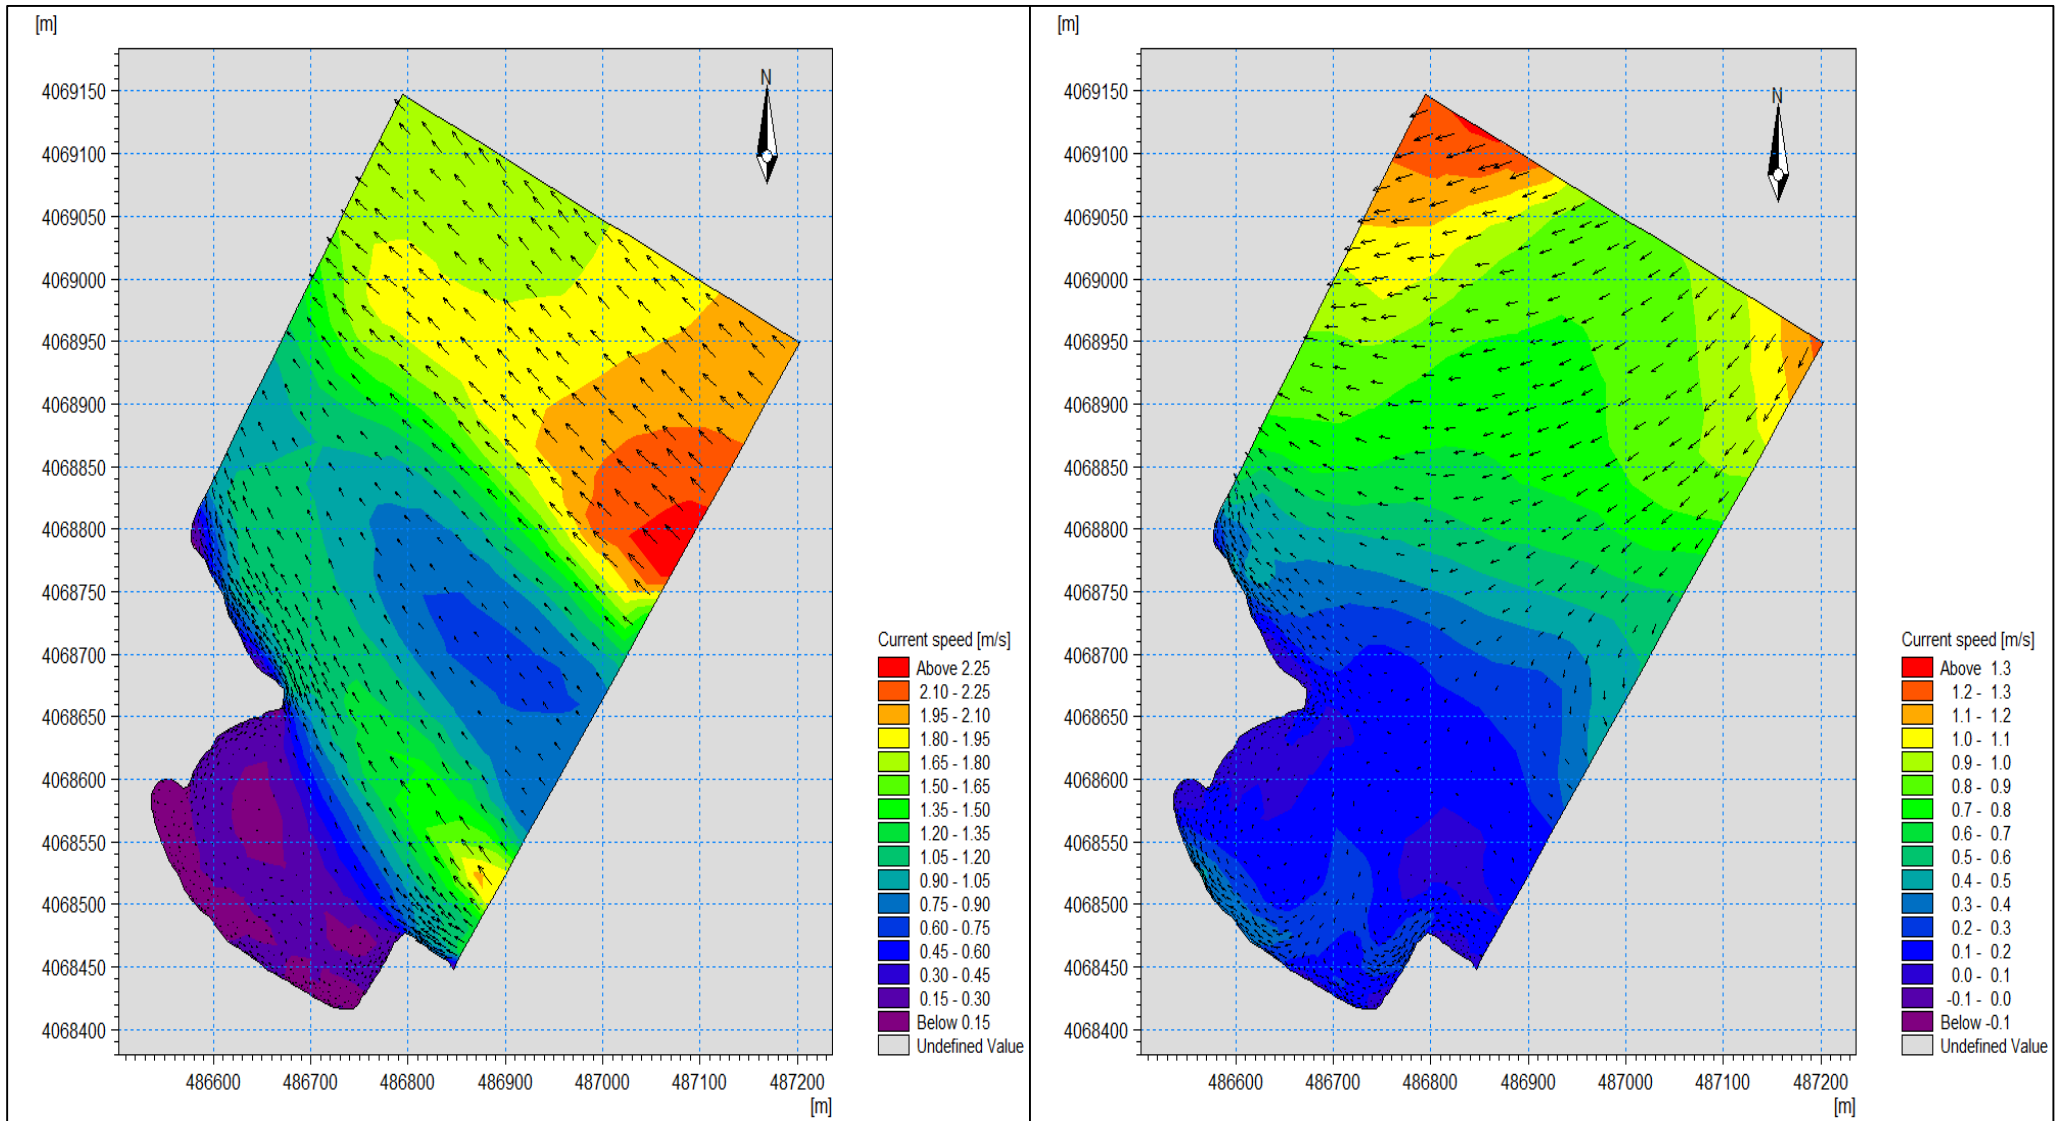 [m]
N
4069150
4069100
4069050
4069000
4068950
4068900
4068850
4068800
4068750
4068700
4068650
4068600
4068550
4068500
4068450
4068400
486600 486700 486800 486900 487000 487100 487200
[m]
Current speed [m/s]
Above 2.25
2.10 - 2.25
1.95 - 2.10
1.80 - 1.95
1.65 - 1.80
1.50 - 1.65
1.35 - 1.50
1.20 - 1.35
1.05 - 1.20
0.90 - 1.05
0.75 - 0.90
0.60 - 0.75
0.45 - 0.60
0.30 - 0.45
0.15 - 0.30
Below 0.15
Undefined Value
[m]
N
4069150
4069100
4069050
4069000
4068950
4068900
4068850
4068800
4068750
4068700
4068650
4068600
4068550
4068500
4068450
4068400
486600 486700 486800 486900 487000 487100 487200
[m]
Current speed [m/s]
Above 1.3
1.2 - 1.3
1.1 - 1.2
1.0 - 1.1
0.9 - 1.0
0.8 - 0.9
0.7 - 0.8
0.6 - 0.7
0.5 - 0.6
0.4 - 0.5
0.3 - 0.4
0.2 - 0.3
0.1 - 0.2
0.0 - 0.1
-0.1 - 0.0
Below -0.1
Undefined Value